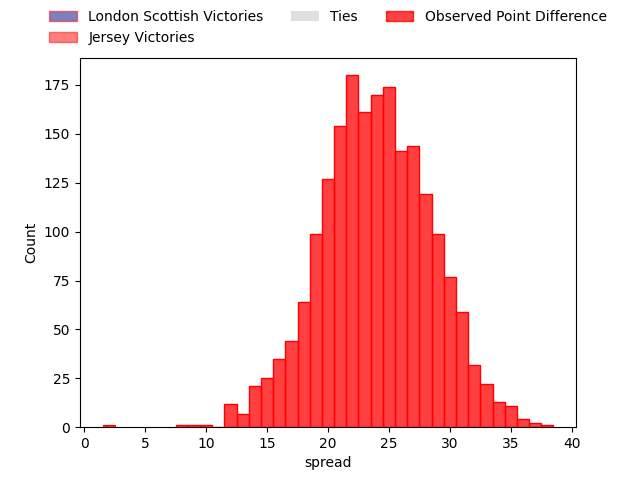 London Scottish Victories
Jersey Victories
Ties
Observed Point Difference
175
150
125
100
75
50
25
0
Count
0 5 10 15 20 25 30 35 40
spread